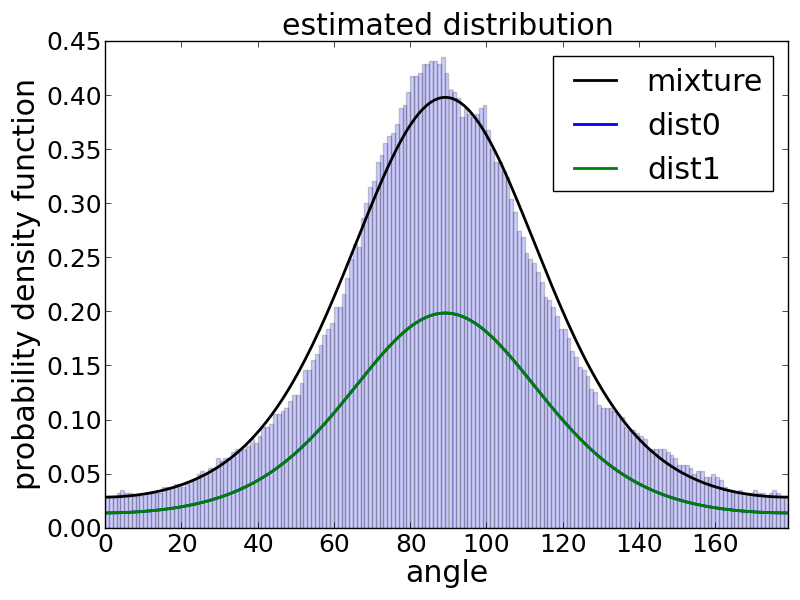 estimated distribution
probability density function
0.45
0.40
0.35
0.30
0.25
0.20
0.15
0.10
0.05
0.00
mixture
dist0
dist1
0 20 40 60 80 100 120 140 160
angle